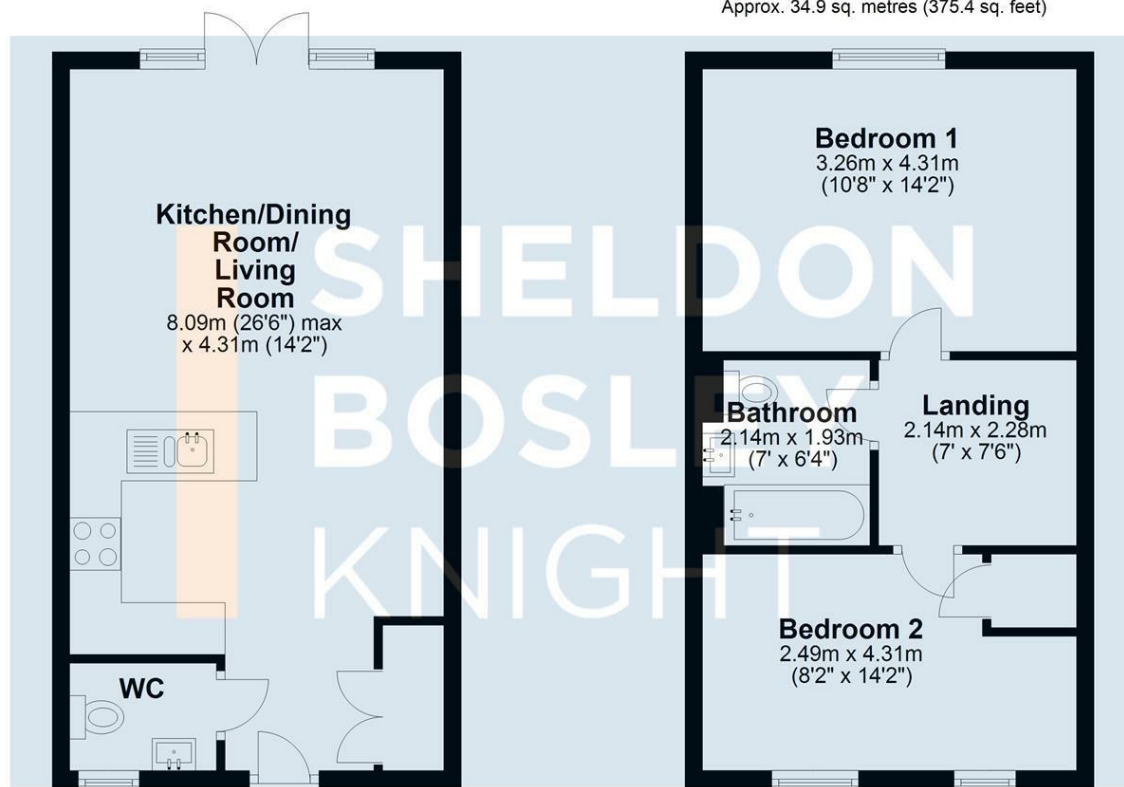 Approx. 34.9 sq. metres (375.4 sq. feet)
Kitchen/Dining
Room/
Living
Room
8.09m (26'6") max
x 4.31m (14'2")
WC
Bedroom 1
3.26m x 4.31m
(10'8" x 14'2")
Bathroom
2.14m x 1.93m
(7' x 6'4")
Landing
2.14m x 2.28m
(7' x 7'6")
Bedroom 2
2.49m x 4.31m
(8'2" x 14'2")
SHELDON
BOSLEY
KNIGHT